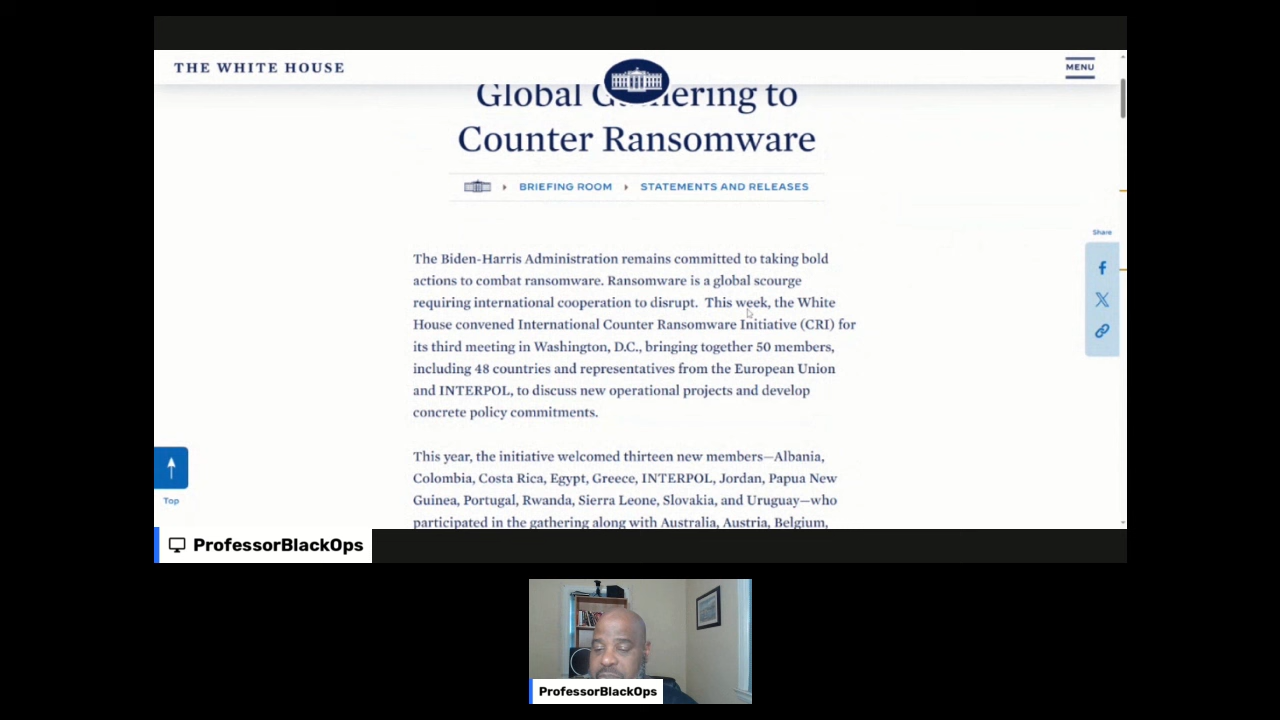 THE WHITE HOUSE
MENU
Global Gathering to
Counter Ransomware
BRIEFING ROOM
STATEMENTS AND RELEASES
Share
The Biden-Harris Administration remains committed to taking bold
actions to combat ransomware. Ransomware is a global scourge
requiring international cooperation to disrupt.  This week, the White
House convened International Counter Ransomware Initiative (CRI) for
its third meeting in Washington, D.C., bringing together 50 members,
including 48 countries and representatives from the European Union
and INTERPOL, to discuss new operational projects and develop
concrete policy commitments.
This year, the initiative welcomed thirteen new members—Albania,
Colombia, Costa Rica, Egypt, Greece, INTERPOL, Jordan, Papua New
Guinea, Portugal, Rwanda, Sierra Leone, Slovakia, and Uruguay—who
participated in the gathering along with Australia, Austria, Belgium,
Top
ProfessorBlackOps
ProfessorBlackOps